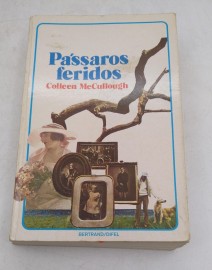 Pássaros
feridos
Colleen McCullough
BERTRAND/DIFEL